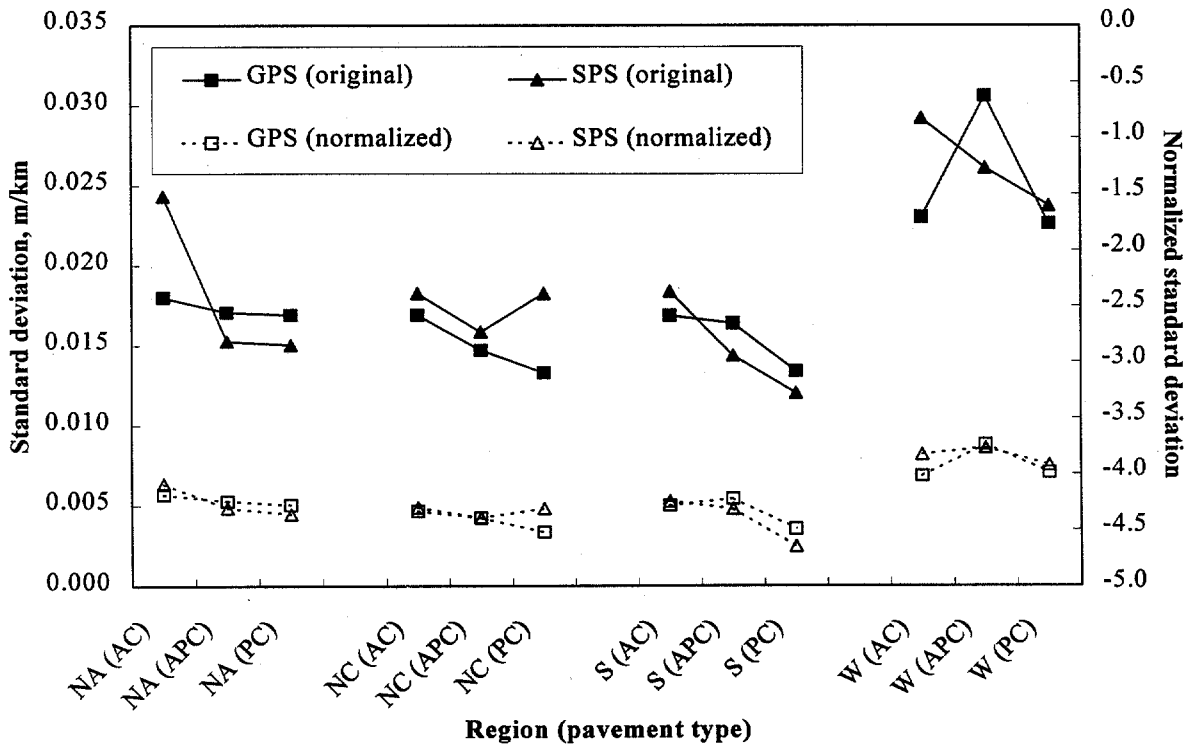 0.035
0.030
0.025
0.020
0.015
0.010
0.005
0.000
Standard deviation, m/km
GPS (original)
SPS (original)
GPS (normalized)
SPS (normalized)
0.0
-0.5
-1.0
-1.5
-2.0
-2.5
-3.0
-3.5
-4.0
-4.5
-5.0
Normalized standard
deviation
NA (AC)
NA (APC)
NA (PC)
NC (AC)
NC (APC)
NC (PC)
S (AC)
S (APC)
S (PC)
W (AC)
W (APC)
W (PC)
Region (pavement type)